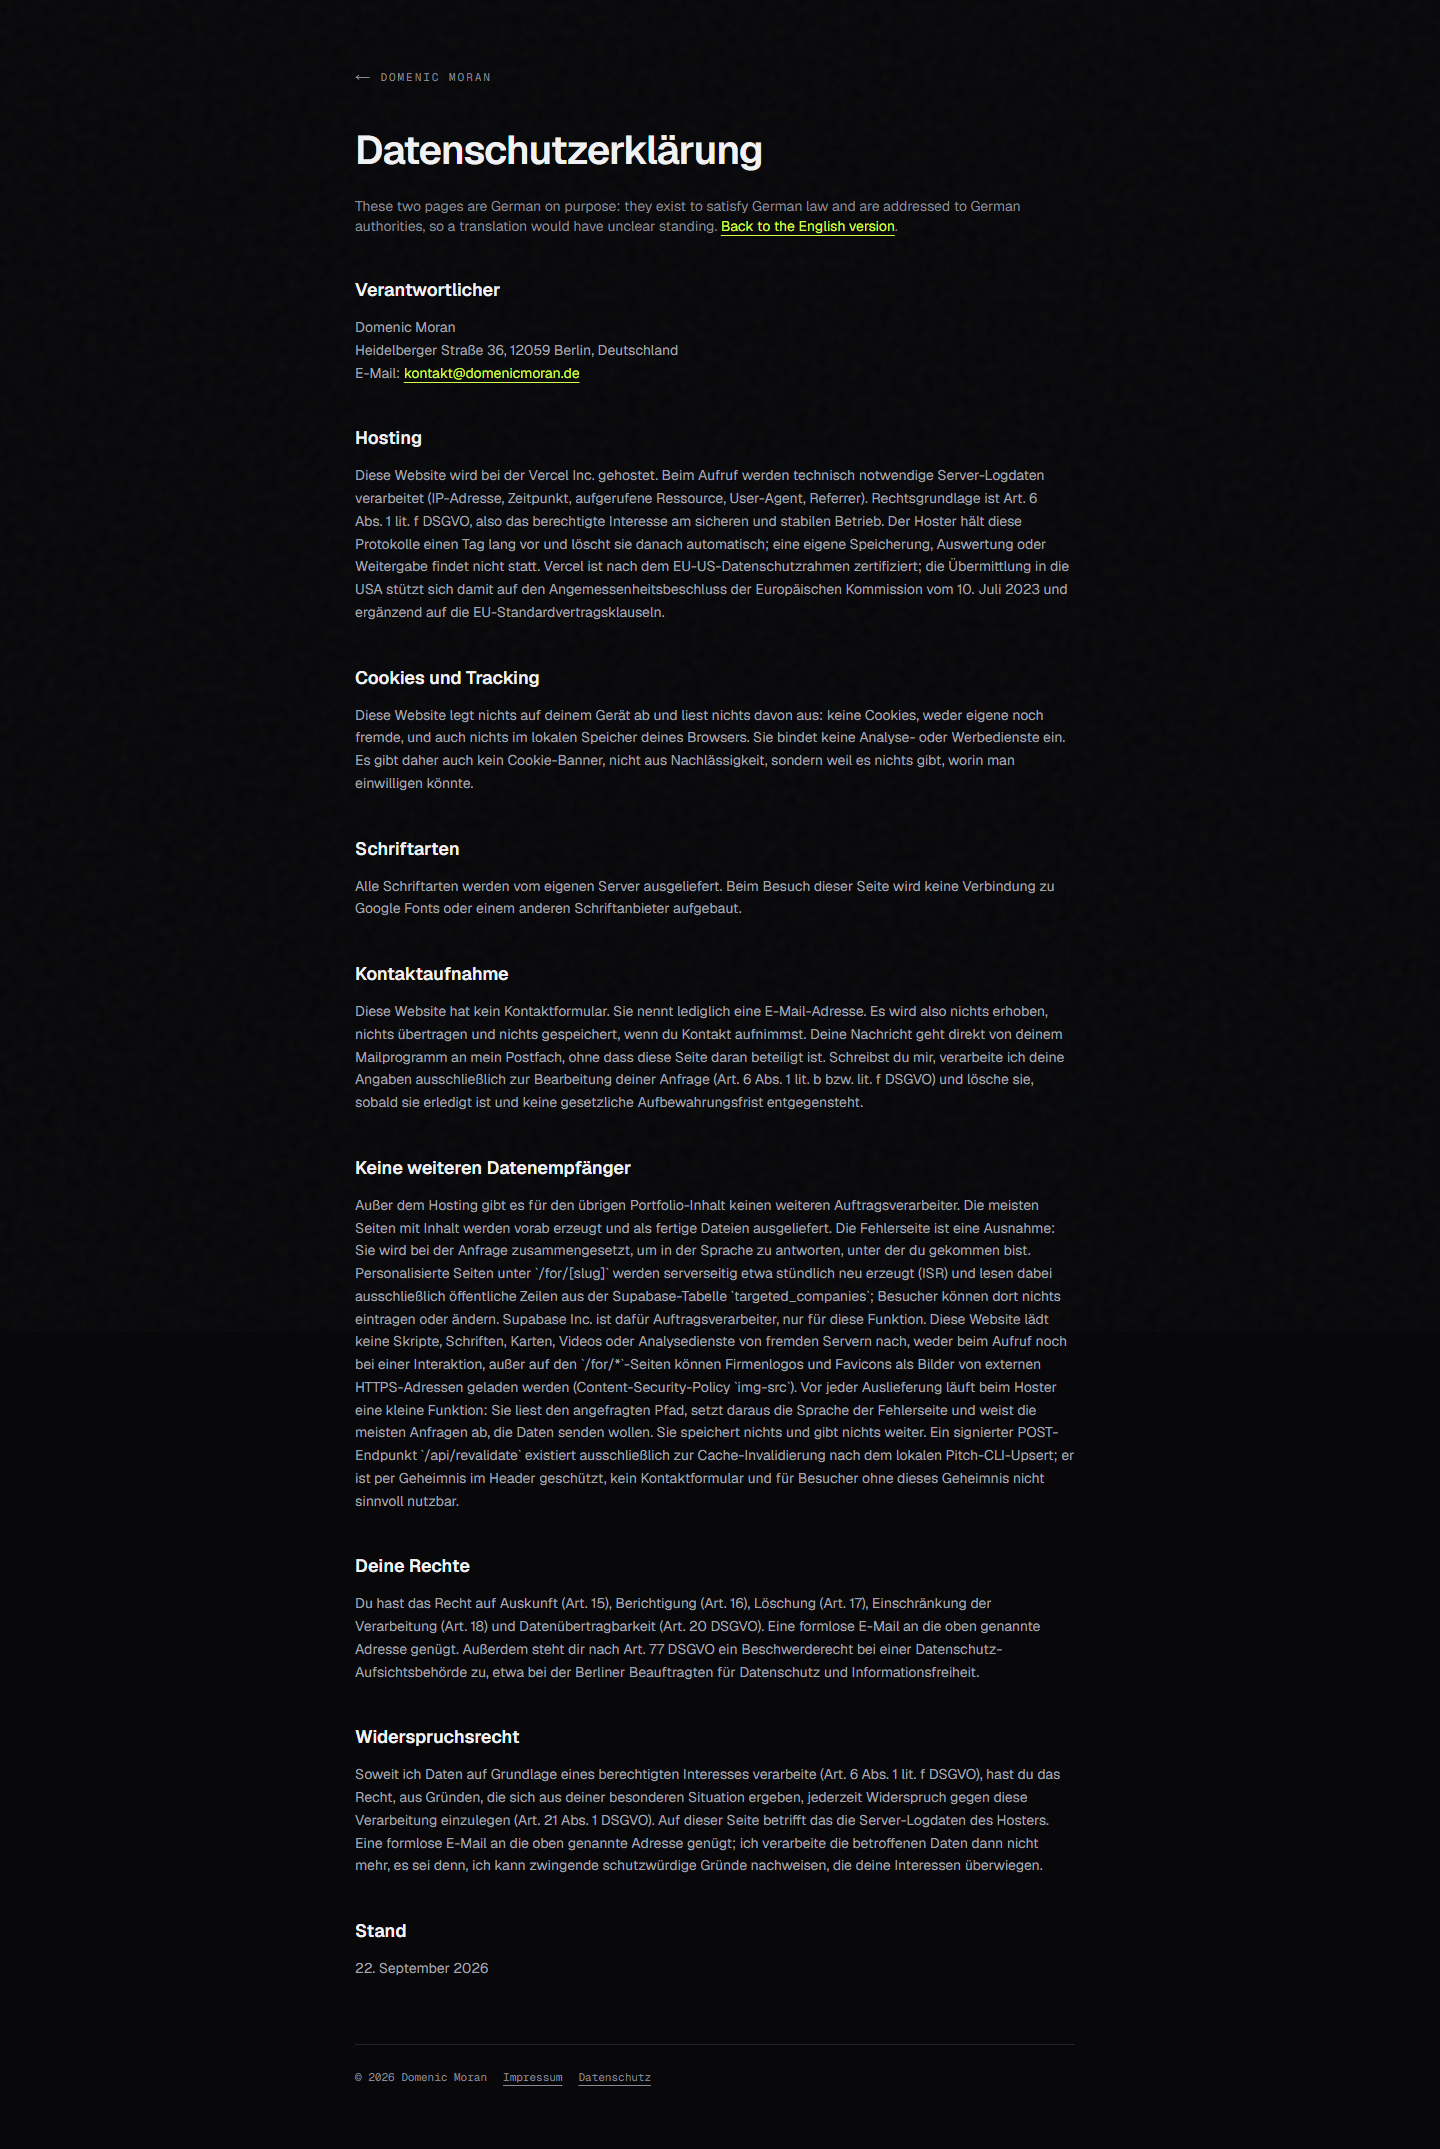 ← DOMENIC MORAN
Datenschutzerklärung
These two pages are German on purpose: they exist to satisfy German law and are addressed to German
authorities, so a translation would have unclear standing. Back to the English version.
Verantwortlicher
Domenic Moran
Heidelberger Straße 36, 12059 Berlin, Deutschland
E-Mail: kontakt@domenicmoran.de
Hosting
Diese Website wird bei der Vercel Inc. gehostet. Beim Aufruf werden technisch notwendige Server-Logdaten
verarbeitet (IP-Adresse, Zeitpunkt, aufgerufene Ressource, User-Agent, Referrer). Rechtsgrundlage ist Art. 6
Abs. 1 lit. f DSGVO, also das berechtigte Interesse am sicheren und stabilen Betrieb. Der Hoster hält diese
Protokolle einen Tag lang vor und löscht sie danach automatisch; eine eigene Speicherung, Auswertung oder
Weitergabe findet nicht statt. Vercel ist nach dem EU-US-Datenschutzrahmen zertifiziert; die Übermittlung in die
USA stützt sich damit auf den Angemessenheitsbeschluss der Europäischen Kommission vom 10. Juli 2023 und
ergänzend auf die EU-Standardvertragsklauseln.
Cookies und Tracking
Diese Website legt nichts auf deinem Gerät ab und liest nichts davon aus: keine Cookies, weder eigene noch
fremde, und auch nichts im lokalen Speicher deines Browsers. Sie bindet keine Analyse- oder Werbedienste ein.
Es gibt daher auch kein Cookie-Banner, nicht aus Nachlässigkeit, sondern weil es nichts gibt, worin man
einwilligen könnte.
Schriftarten
Alle Schriftarten werden vom eigenen Server ausgeliefert. Beim Besuch dieser Seite wird keine Verbindung zu
Google Fonts oder einem anderen Schriftanbieter aufgebaut.
Kontaktaufnahme
Diese Website hat kein Kontaktformular. Sie nennt lediglich eine E-Mail-Adresse. Es wird also nichts erhoben,
nichts übertragen und nichts gespeichert, wenn du Kontakt aufnimmst. Deine Nachricht geht direkt von deinem
Mailprogramm an mein Postfach, ohne dass diese Seite daran beteiligt ist. Schreibst du mir, verarbeite ich deine
Angaben ausschließlich zur Bearbeitung deiner Anfrage (Art. 6 Abs. 1 lit. b bzw. lit. f DSGVO) und lösche sie,
sobald sie erledigt ist und keine gesetzliche Aufbewahrungsfrist entgegensteht.
Keine weiteren Datenempfänger
Außer dem Hosting gibt es für den übrigen Portfolio-Inhalt keinen weiteren Auftragsverarbeiter. Die meisten
Seiten mit Inhalt werden vorab erzeugt und als fertige Dateien ausgeliefert. Die Fehlerseite ist eine Ausnahme:
Sie wird bei der Anfrage zusammengesetzt, um in der Sprache zu antworten, unter der du gekommen bist.
Personalisierte Seiten unter `/for/[slug]` werden serverseitig etwa stündlich neu erzeugt (ISR) und lesen dabei
ausschließlich öffentliche Zeilen aus der Supabase-Tabelle `targeted_companies`; Besucher können dort nichts
eintragen oder ändern. Supabase Inc. ist dafür Auftragsverarbeiter, nur für diese Funktion. Diese Website lädt
keine Skripte, Schriften, Karten, Videos oder Analysedienste von fremden Servern nach, weder beim Aufruf noch
bei einer Interaktion, außer auf den `/for/*`-Seiten können Firmenlogos und Favicons als Bilder von externen
HTTPS-Adressen geladen werden (Content-Security-Policy `img-src`). Vor jeder Auslieferung läuft beim Hoster
eine kleine Funktion: Sie liest den angefragten Pfad, setzt daraus die Sprache der Fehlerseite und weist die
meisten Anfragen ab, die Daten senden wollen. Sie speichert nichts und gibt nichts weiter. Ein signierter POST-
Endpunkt `/api/revalidate` existiert ausschließlich zur Cache-Invalidierung nach dem lokalen Pitch-CLI-Upsert; er
ist per Geheimnis im Header geschützt, kein Kontaktformular und für Besucher ohne dieses Geheimnis nicht
sinnvoll nutzbar.
Deine Rechte
Du hast das Recht auf Auskunft (Art. 15), Berichtigung (Art. 16), Löschung (Art. 17), Einschränkung der
Verarbeitung (Art. 18) und Datenübertragbarkeit (Art. 20 DSGVO). Eine formlose E-Mail an die oben genannte
Adresse genügt. Außerdem steht dir nach Art. 77 DSGVO ein Beschwerderecht bei einer Datenschutz-
Aufsichtsbehörde zu, etwa bei der Berliner Beauftragten für Datenschutz und Informationsfreiheit.
Widerspruchsrecht
Soweit ich Daten auf Grundlage eines berechtigten Interesses verarbeite (Art. 6 Abs. 1 lit. f DSGVO), hast du das
Recht, aus Gründen, die sich aus deiner besonderen Situation ergeben, jederzeit Widerspruch gegen diese
Verarbeitung einzulegen (Art. 21 Abs. 1 DSGVO). Auf dieser Seite betrifft das die Server-Logdaten des Hosters.
Eine formlose E-Mail an die oben genannte Adresse genügt; ich verarbeite die betroffenen Daten dann nicht
mehr, es sei denn, ich kann zwingende schutzwürdige Gründe nachweisen, die deine Interessen überwiegen.
Stand
22. September 2026
© 2026 Domenic Moran Impressum Datenschutz